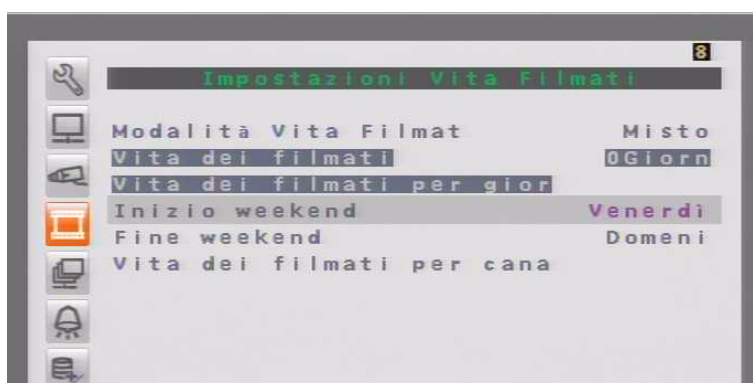 8
Impostazioni Vita Filmati
Modalità Vita Filmat Misto
Vita dei filmati 0Giorn
Vita dei filmati per gior
Inizio weekend Venerdì
Fine weekend Domeni
Vita dei filmati per cana